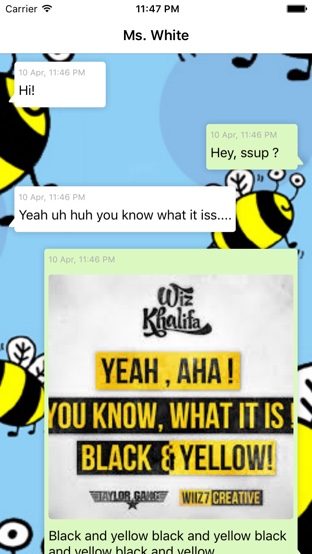 Carrier 11:47 PM
Ms. White
10 Apr, 11:46 PM
Hi!
10 Apr, 11:46 PM
Hey, ssup ?
10 Apr, 11:46 PM
Yeah uh huh you know what it iss....
10 Apr, 11:46 PM
Wiz
Khalifa
YEAH , AHA !
YOU KNOW, WHAT IT IS !
BLACK & YELLOW!
TAYLOR GANG
WIIZ7 CREATIVE
Black and yellow black and yellow black
and yellow black and yellow